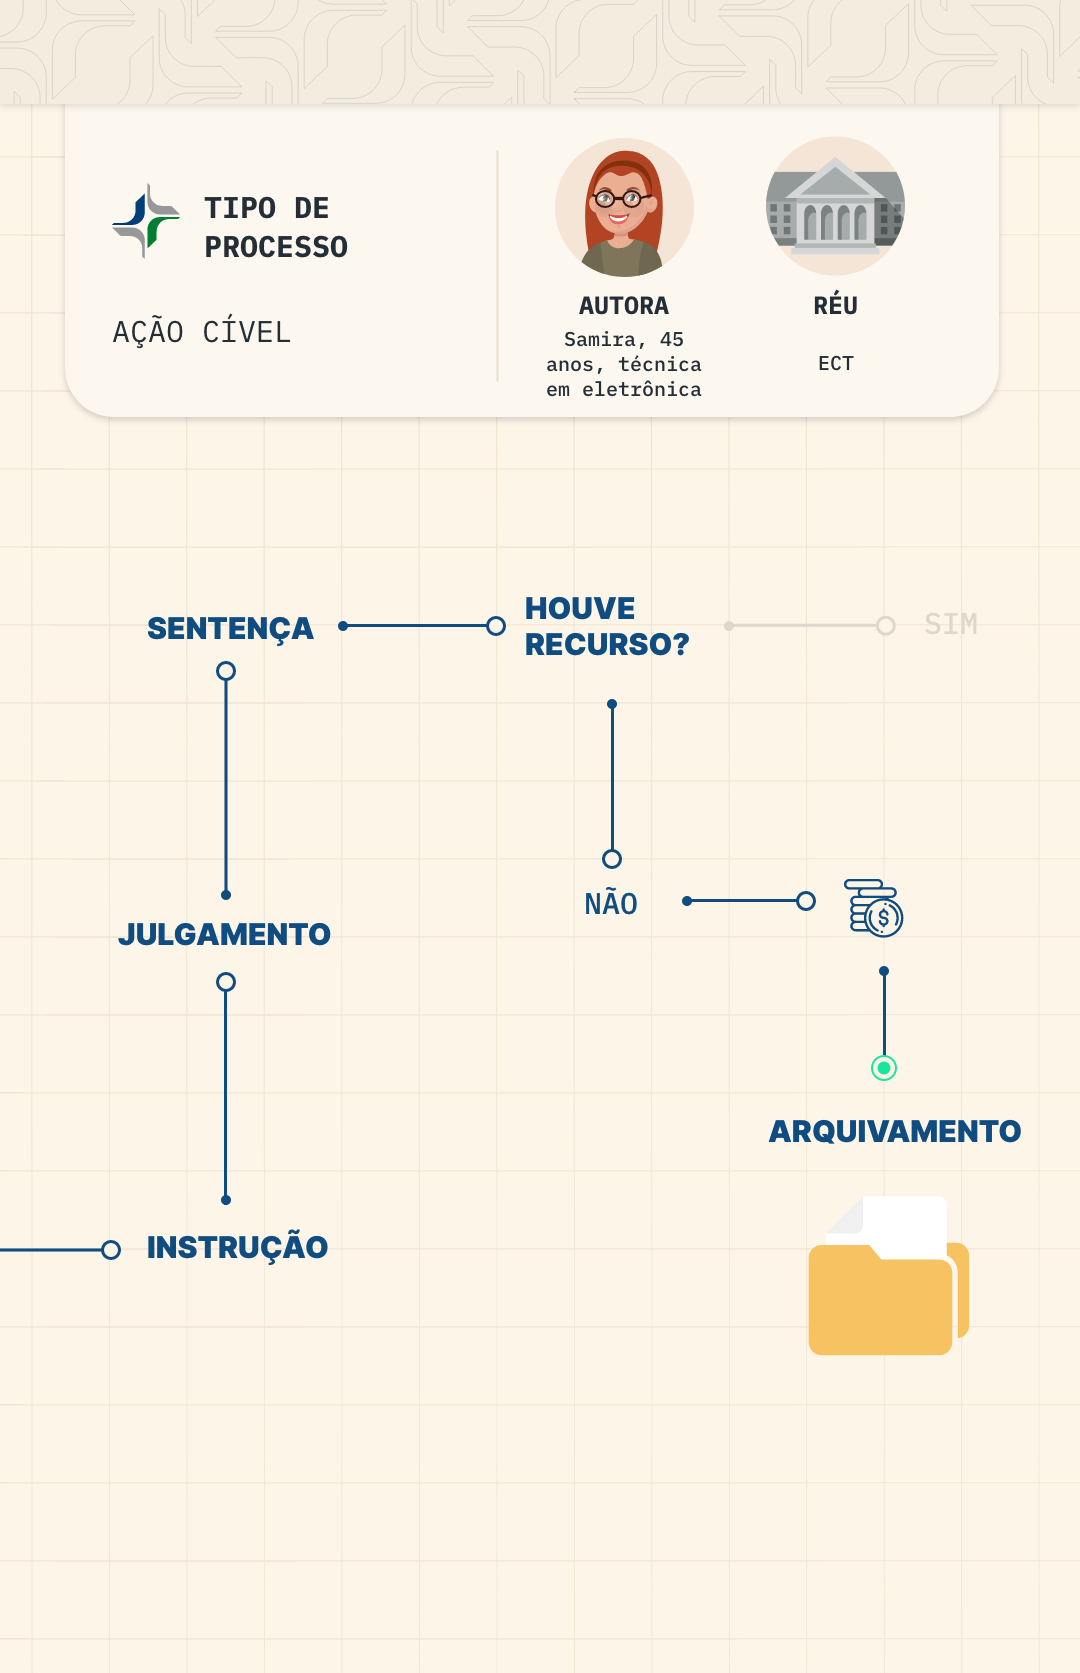 TIPO DE
PROCESSO
AÇÃO CÍVEL
AUTORA
Samira, 45
anos, técnica
em eletrônica
RÉU
ECT
SENTENÇA
HOUVE
RECURSO?
SIM
NÃO
$
JULGAMENTO
ARQUIVAMENTO
INSTRUÇÃO